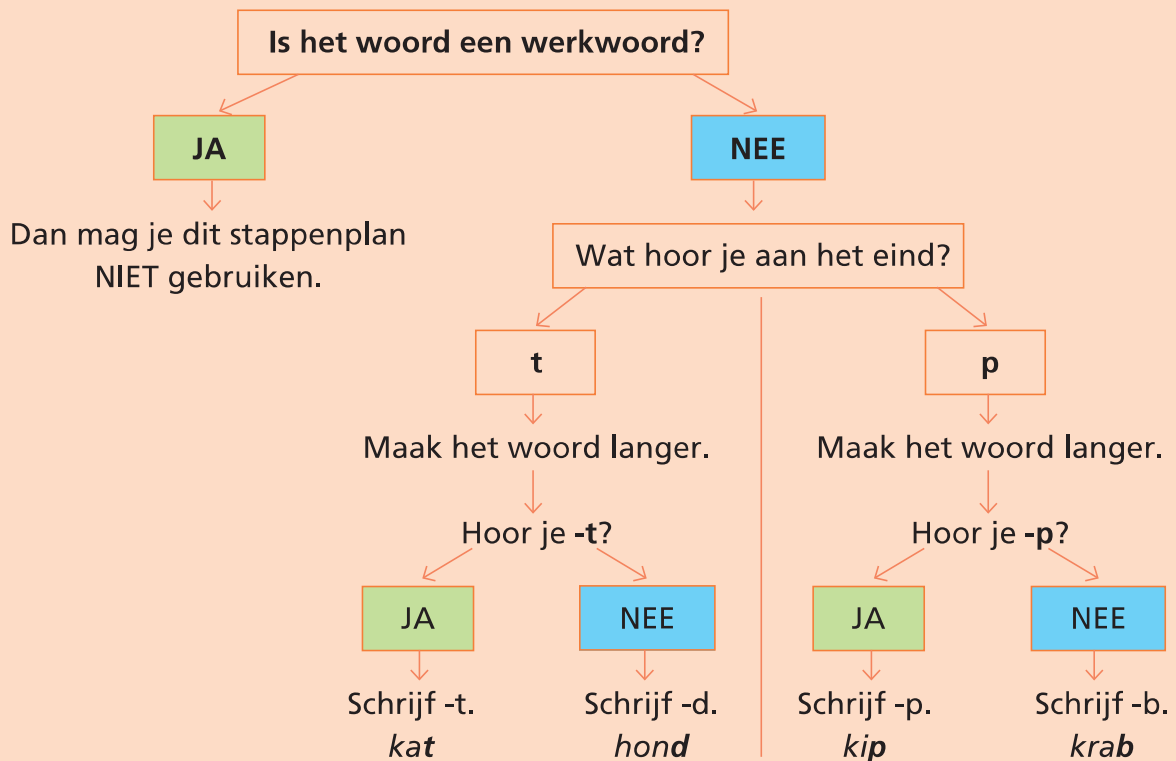 Is het woord een werkwoord?
JA
NEE
Dan mag je dit stappenplan
NIET gebruiken.
Wat hoor je aan het eind?
t
p
Maak het woord langer.
Maak het woord langer.
Hoor je -t?
Hoor je -p?
JA
NEE
JA
NEE
Schrijf -t.
kat
Schrijf -d.
hond
Schrijf -p.
kip
Schrijf -b.
krab